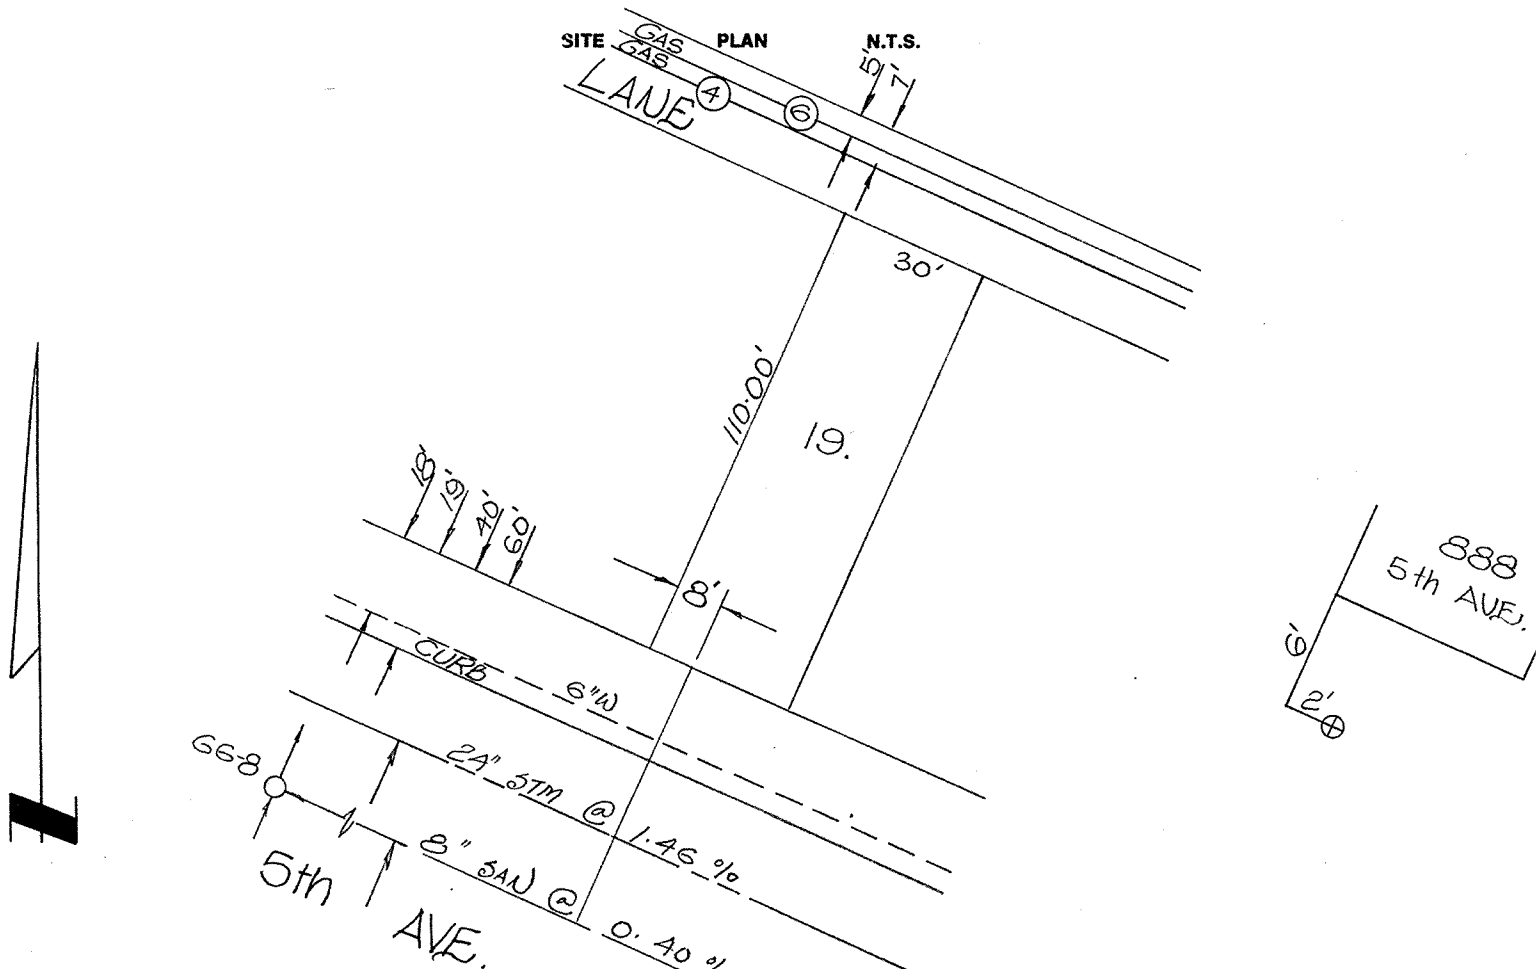 SITE PLAN N.T.S.
GAS
GAS
LANE
4
6
5'
7'
30'
110.00'
19.
18'
19'
40'
60'
8'
CURB
6"W
24" STM @ 1.46 %
66-8
8" SAN @ 0.40 %
5th AVE.
888
5th AVE.
6'
2'